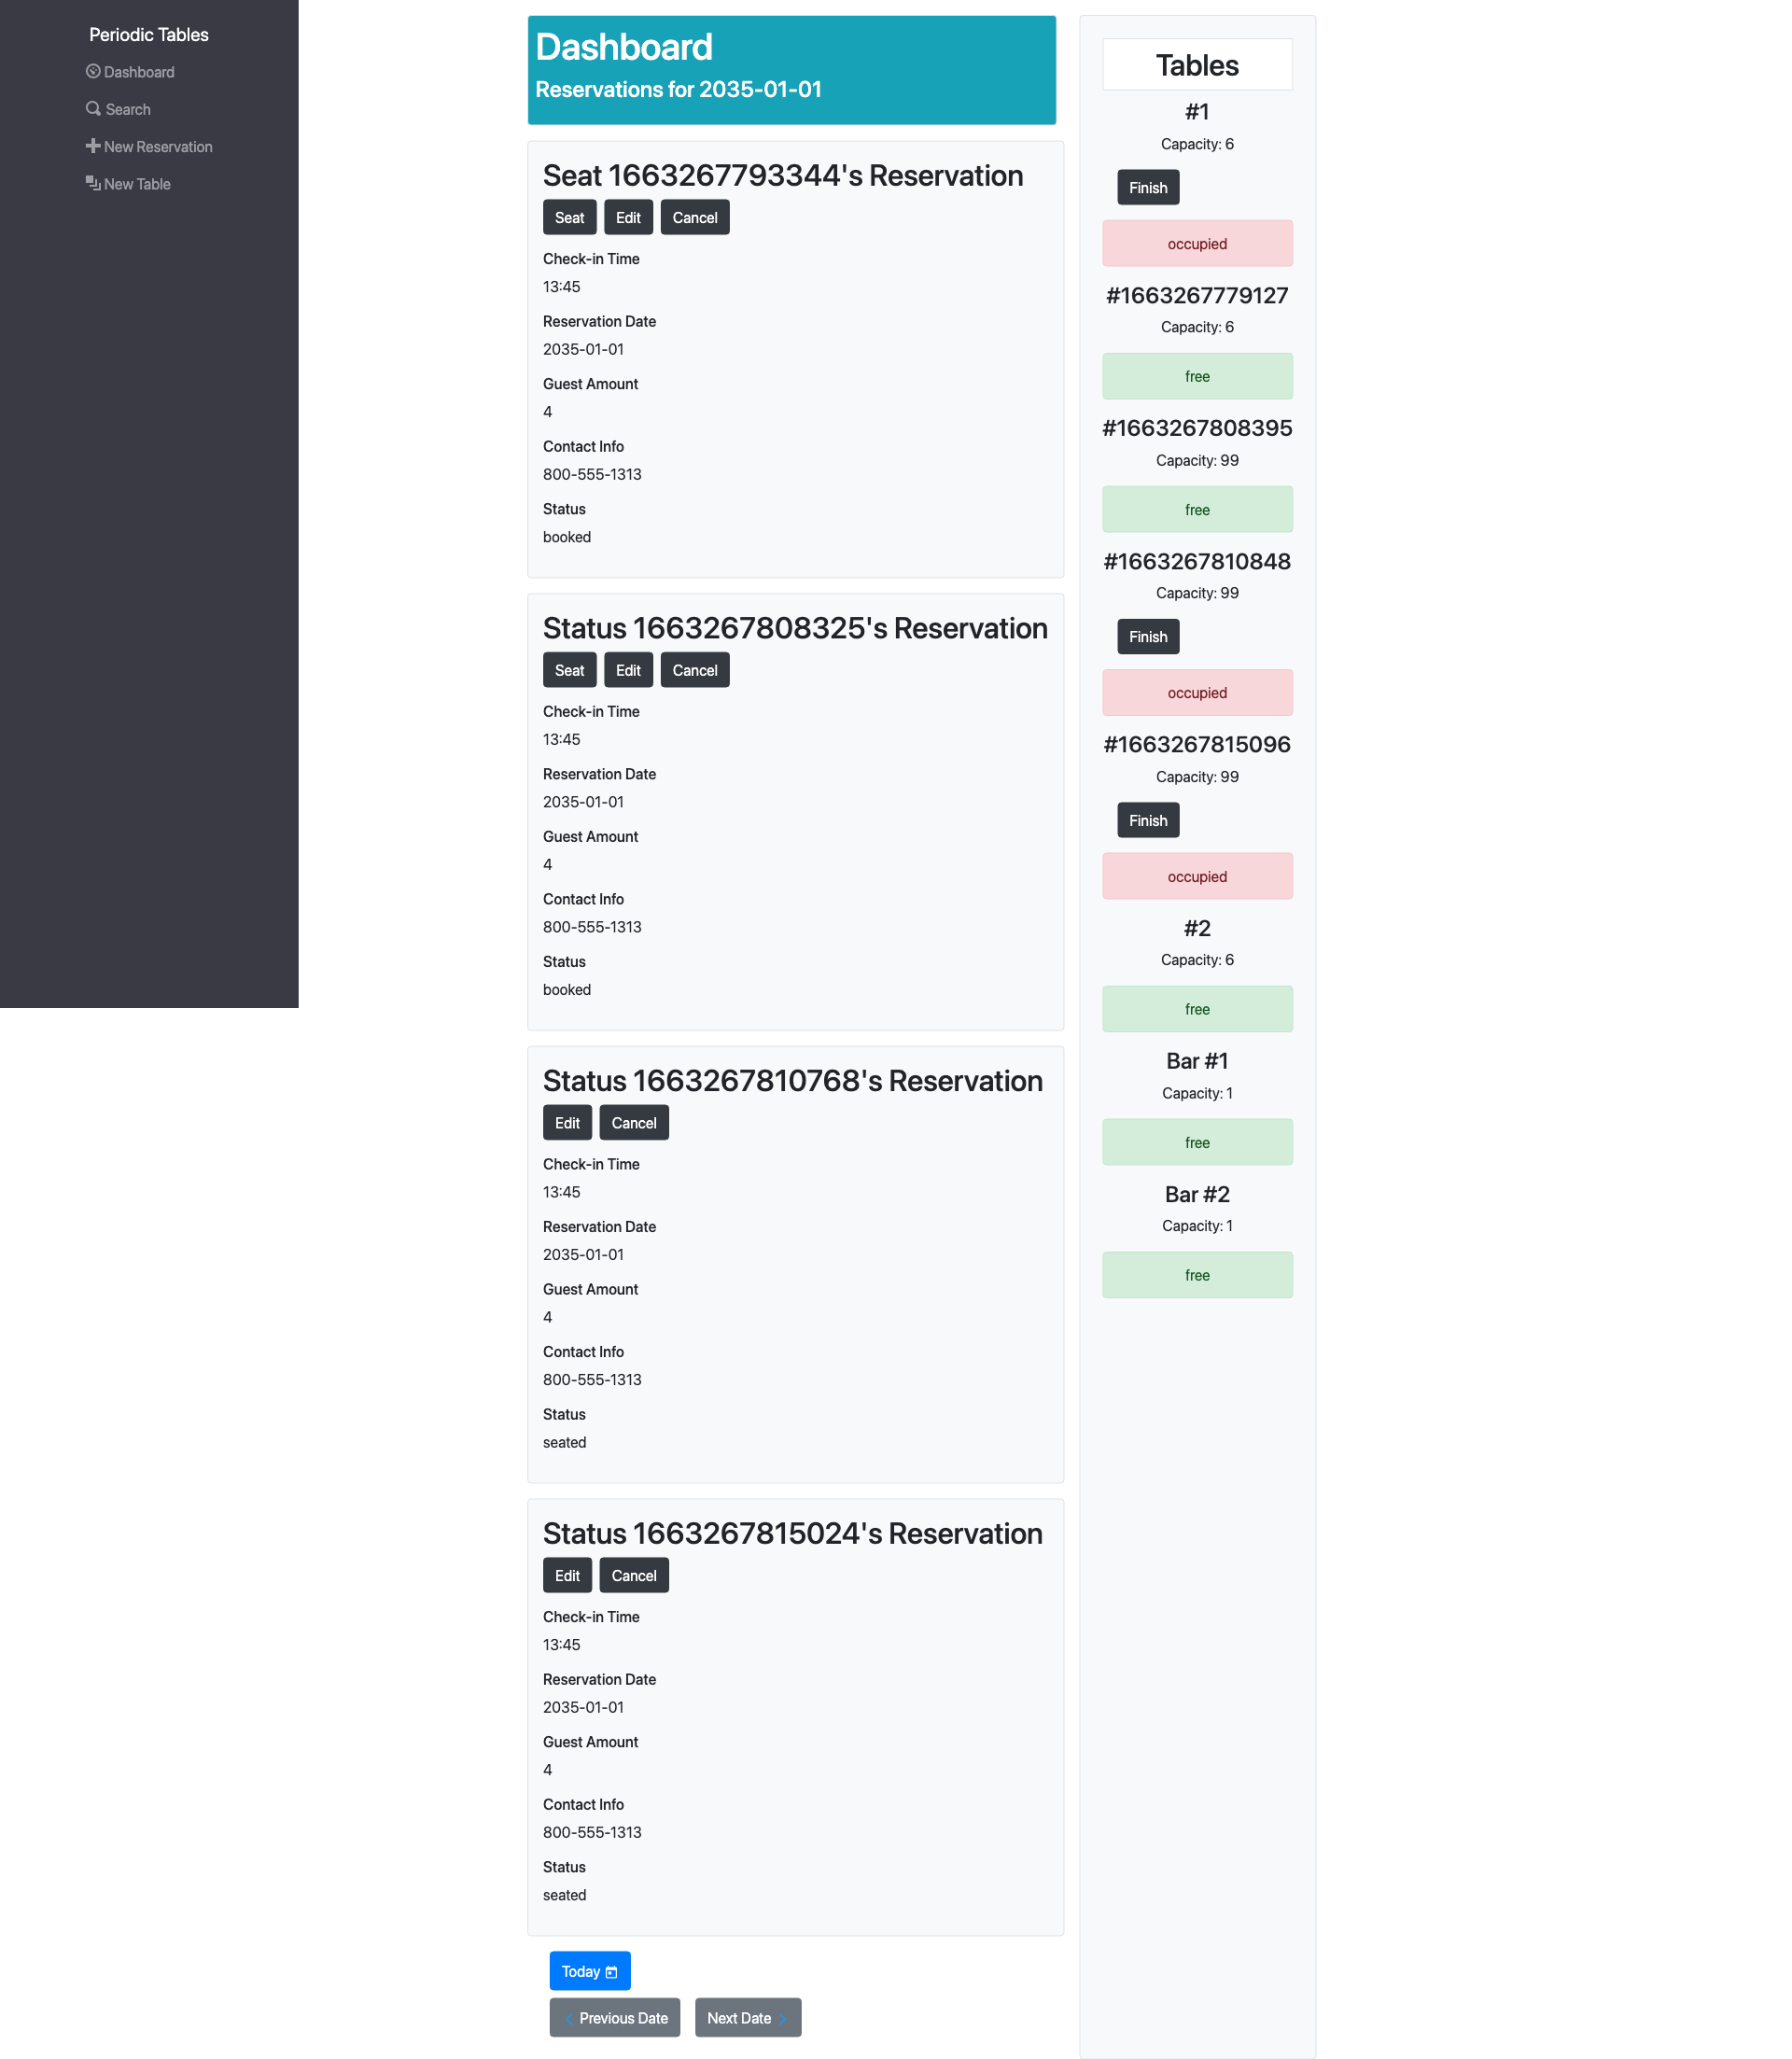 Periodic Tables
Dashboard
Search
New Reservation
New Table
Dashboard
Reservations for 2035-01-01
Seat 1663267793344's Reservation
Seat Edit Cancel
Check-in Time
13:45
Reservation Date
2035-01-01
Guest Amount
4
Contact Info
800-555-1313
Status
booked
Status 1663267808325's Reservation
Seat Edit Cancel
Check-in Time
13:45
Reservation Date
2035-01-01
Guest Amount
4
Contact Info
800-555-1313
Status
booked
Status 1663267810768's Reservation
Edit Cancel
Check-in Time
13:45
Reservation Date
2035-01-01
Guest Amount
4
Contact Info
800-555-1313
Status
seated
Status 1663267815024's Reservation
Edit Cancel
Check-in Time
13:45
Reservation Date
2035-01-01
Guest Amount
4
Contact Info
800-555-1313
Status
seated
Today
Previous Date Next Date
Tables
#1
Capacity: 6
Finish
occupied
#1663267779127
Capacity: 6
free
#1663267808395
Capacity: 99
free
#1663267810848
Capacity: 99
Finish
occupied
#1663267815096
Capacity: 99
Finish
occupied
#2
Capacity: 6
free
Bar #1
Capacity: 1
free
Bar #2
Capacity: 1
free